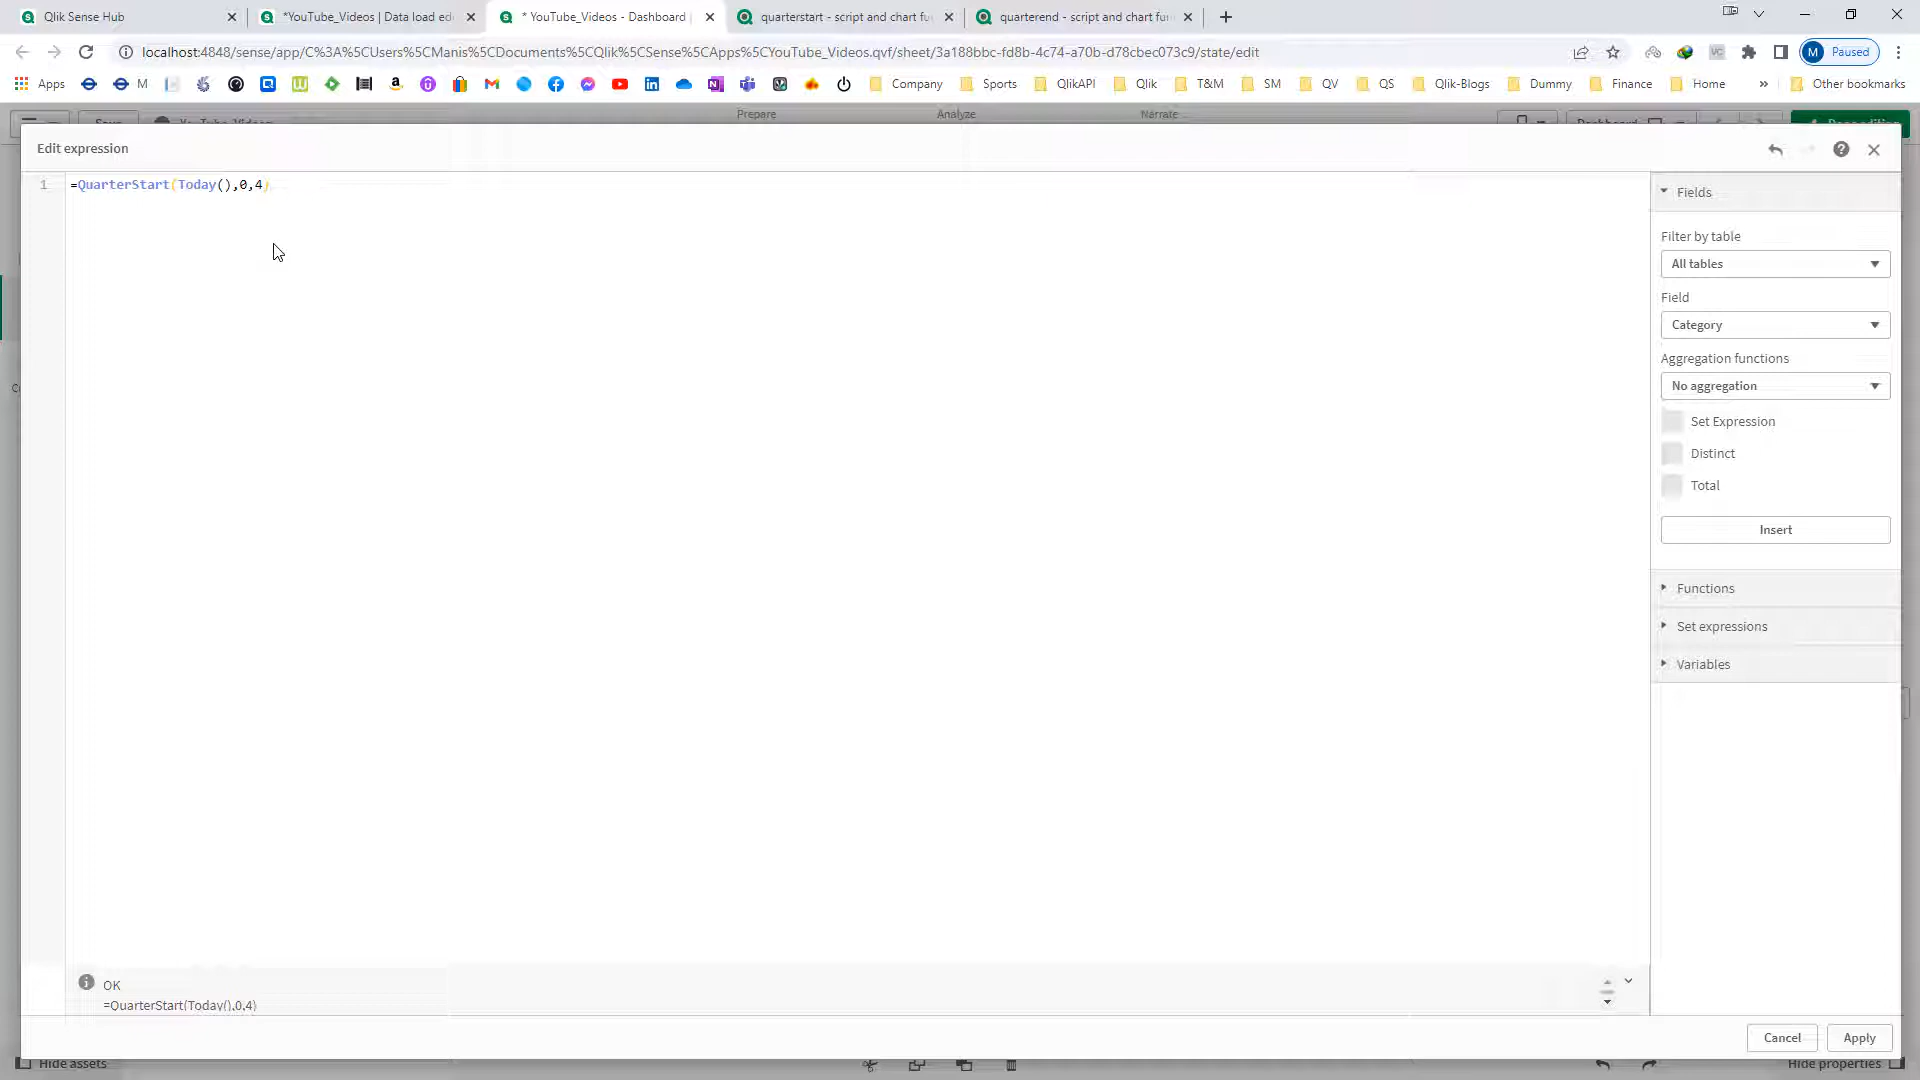 Qlik Sense Hub
*YouTube_Videos | Data load ed
* YouTube_Videos - Dashboard
quarterstart - script and chart fu
quarterend - script and chart fun
localhost:4848/sense/app/C%3A%5CUsers%5CManis%5CDocuments%5CQlik%5CSense%5CApps%5CYouTube_Videos.qvf/sheet/3a188bbc-fd8b-4c74-a70b-d78cbec073c9/state/edit
M Paused
Apps
M
Company
Sports
QlikAPI
Qlik
T&M
SM
QV
QS
Qlik-Blogs
Dummy
Finance
Home
»
Other bookmarks
Prepare
Analyze
Narrate
Edit expression
1
=QuarterStart(Today(),0,4)
Fields
Filter by table
All tables
Field
Category
Aggregation functions
No aggregation
Set Expression
Distinct
Total
Insert
Functions
Set expressions
Variables
OK
=QuarterStart(Today(),0,4)
Cancel
Apply
Hide assets
Hide properties